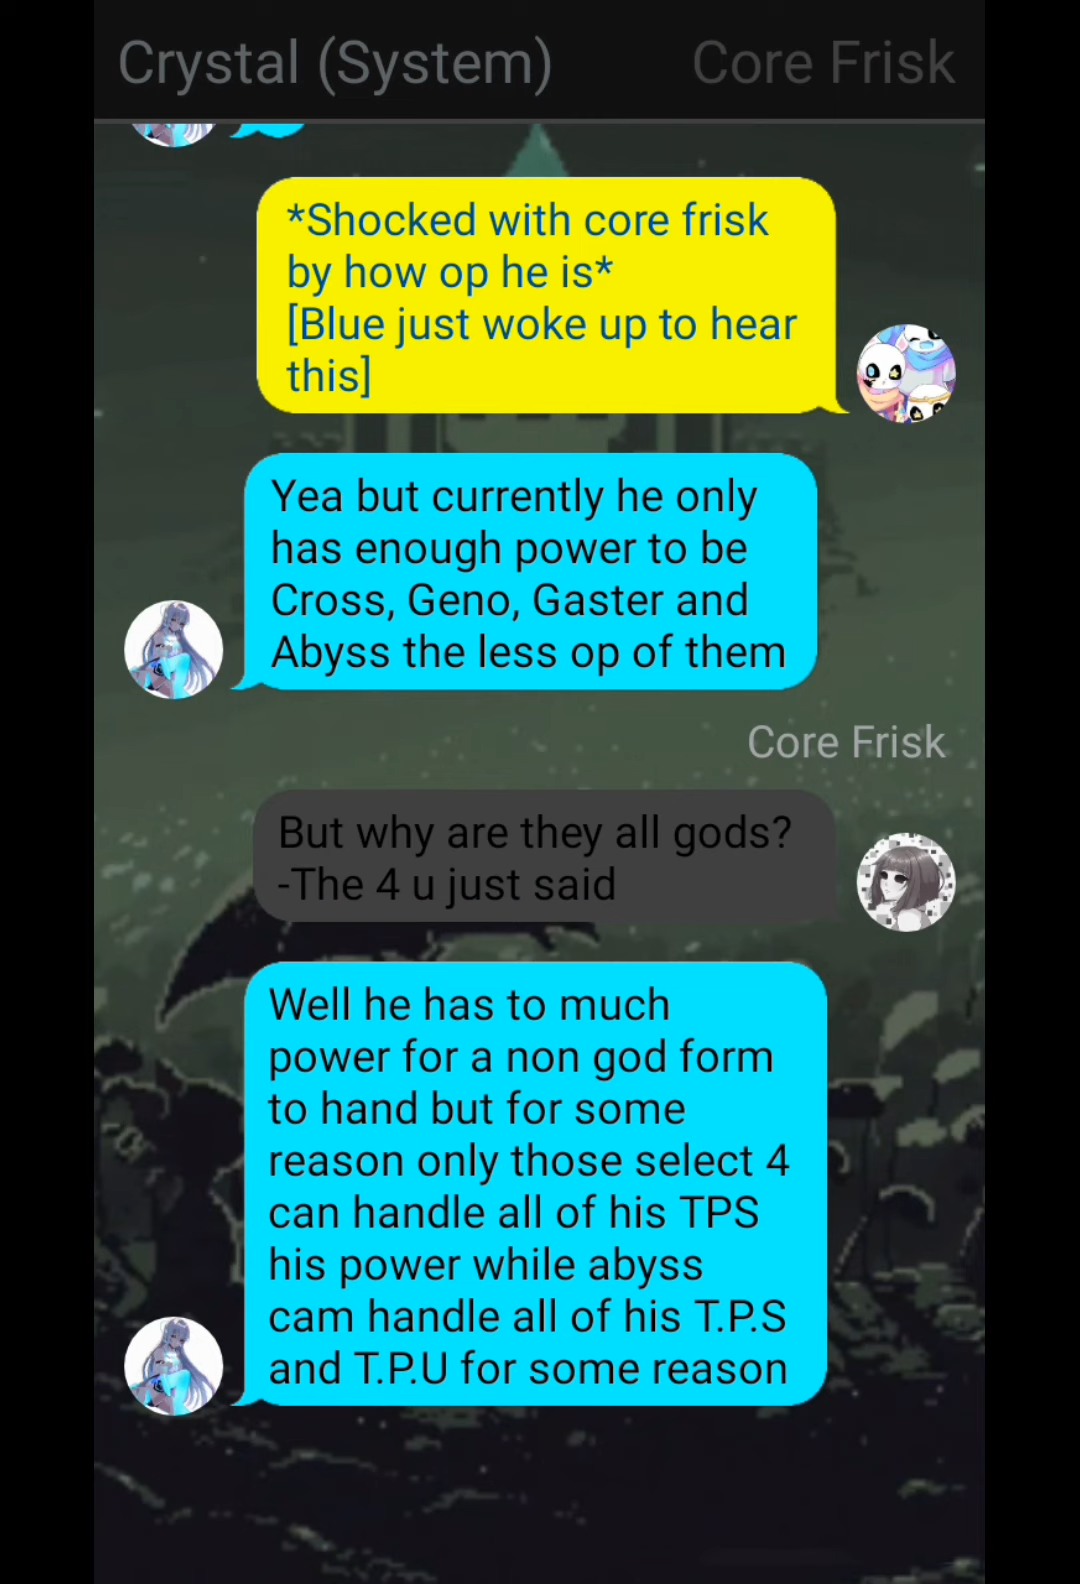 Crystal (System) Core Frisk
*Shocked with core frisk
by how op he is*
[Blue just woke up to hear
this]
Yea but currently he only
has enough power to be
Cross, Geno, Gaster and
Abyss the less op of them
Core Frisk
But why are they all gods?
-The 4 u just said
Well he has to much
power for a non god form
to hand but for some
reason only those select 4
can handle all of his TPS
his power while abyss
cam handle all of his T.P.S
and T.P.U for some reason